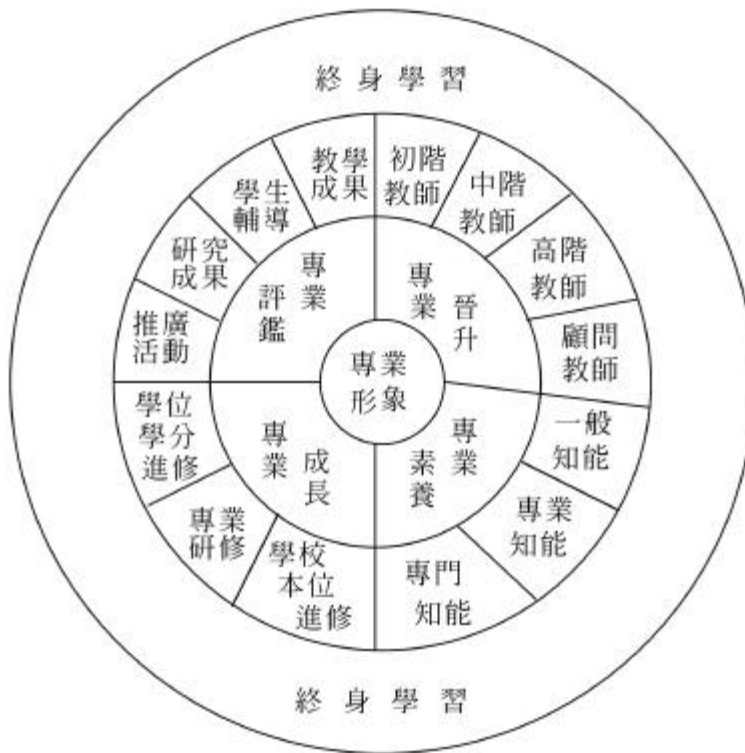 終身學習
教學
成果
初階
教師
學生
輔導
中階
教師
研究
成果
專業
評鑑
專業
晉升
高階
教師
推廣
活動
專業
形象
顧問
教師
學位
學分
進修
專業
成長
專業
素養
一般
知能
專業
研修
專業
知能
學校
本位
進修
專門
知能
終身學習